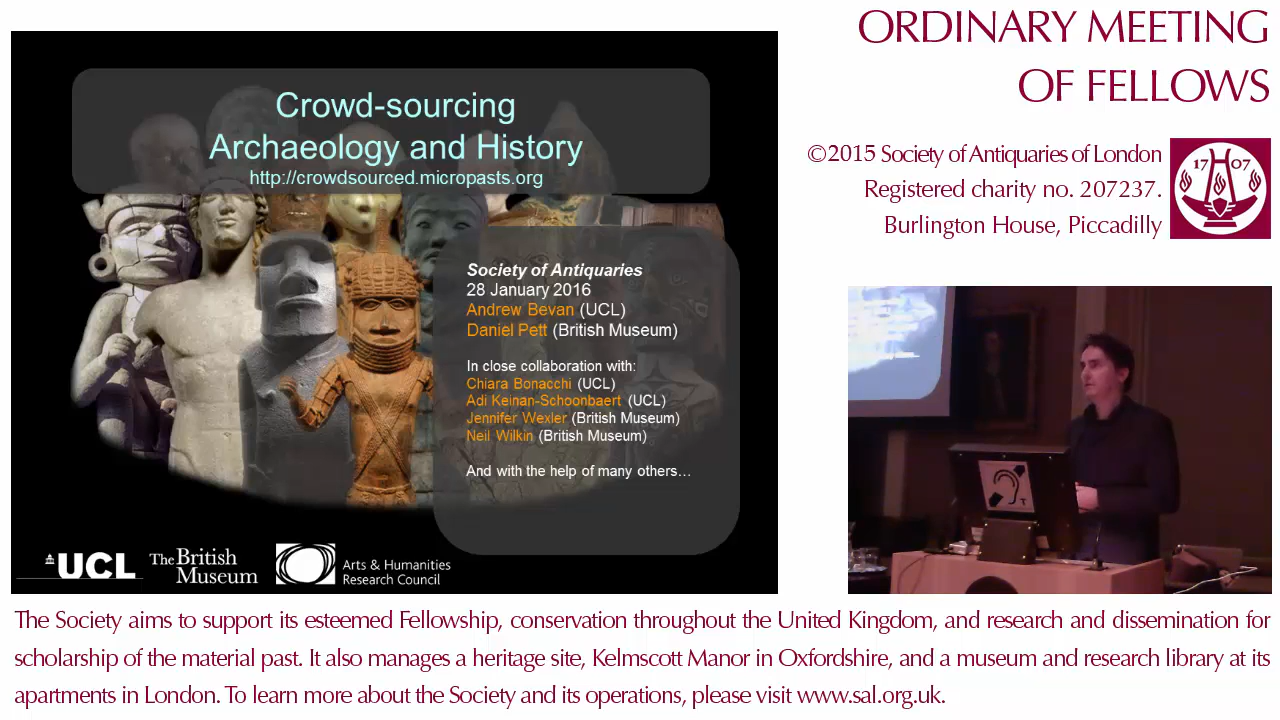 ORDINARY MEETING
OF FELLOWS
©2015 Society of Antiquaries of London
Registered charity no. 207237.
Burlington House, Piccadilly
17 07
Crowd-sourcing
Archaeology and History
http://crowdsourced.micropasts.org
Society of Antiquaries
28 January 2016
Andrew Bevan (UCL)
Daniel Pett (British Museum)
In close collaboration with:
Chiara Bonacchi (UCL)
Adi Keinan-Schoonbaert (UCL)
Jennifer Wexler (British Museum)
Neil Wilkin (British Museum)
And with the help of many others…
UCL
The British
Museum
Arts & Humanities
Research Council
T
The Society aims to support its esteemed Fellowship, conservation throughout the United Kingdom, and research and dissemination for
scholarship of the material past. It also manages a heritage site, Kelmscott Manor in Oxfordshire, and a museum and research library at its
apartments in London. To learn more about the Society and its operations, please visit www.sal.org.uk.